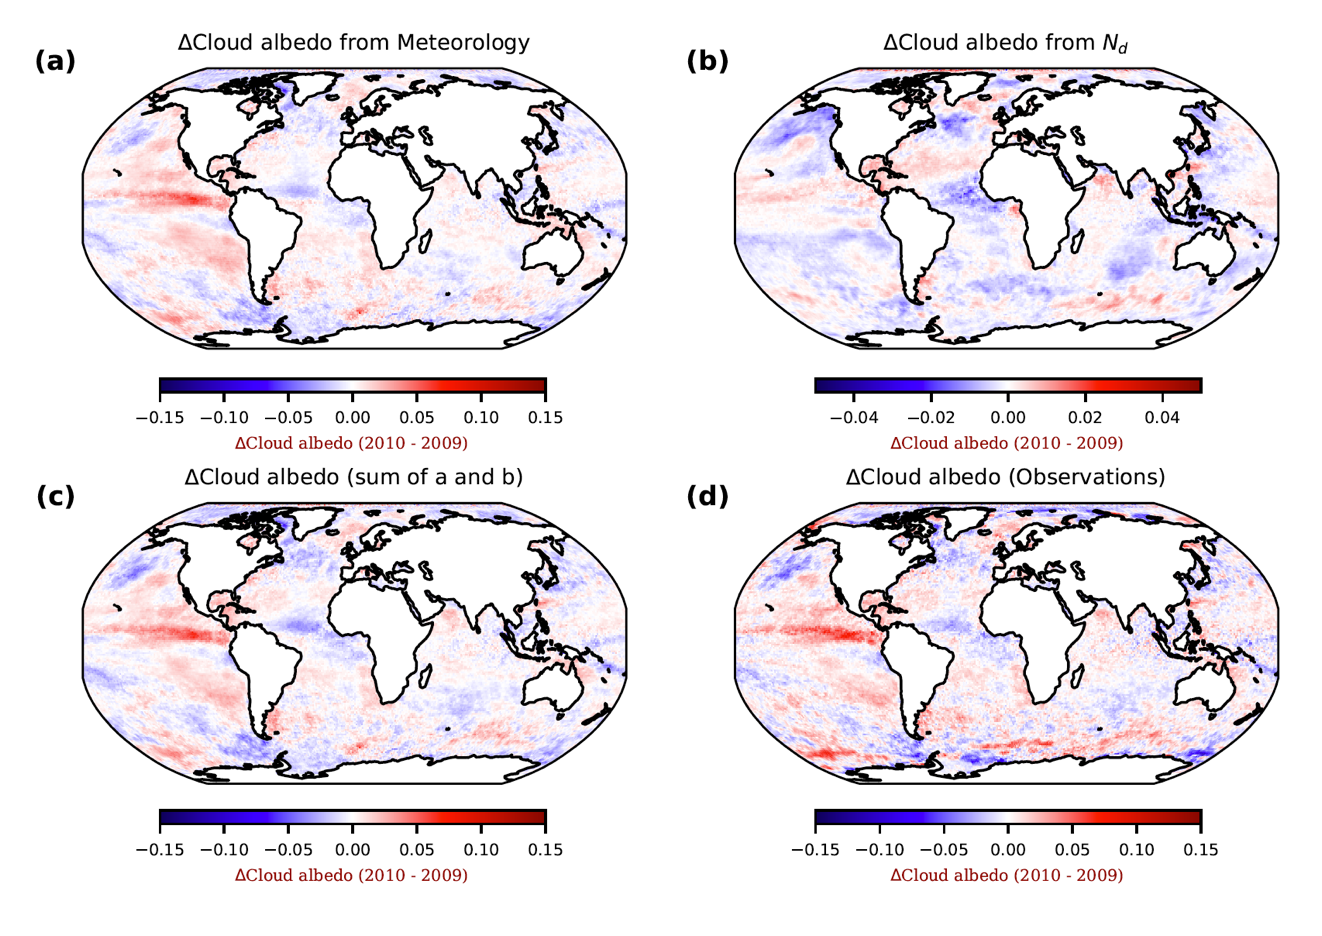 (a)
ΔCloud albedo from Meteorology
−0.15 −0.10 −0.05 0.00 0.05 0.10 0.15
ΔCloud albedo (2010 - 2009)
(b)
ΔCloud albedo from N_d
−0.04 −0.02 0.00 0.02 0.04
ΔCloud albedo (2010 - 2009)
(c)
ΔCloud albedo (sum of a and b)
−0.15 −0.10 −0.05 0.00 0.05 0.10 0.15
ΔCloud albedo (2010 - 2009)
(d)
ΔCloud albedo (Observations)
−0.15 −0.10 −0.05 0.00 0.05 0.10 0.15
ΔCloud albedo (2010 - 2009)